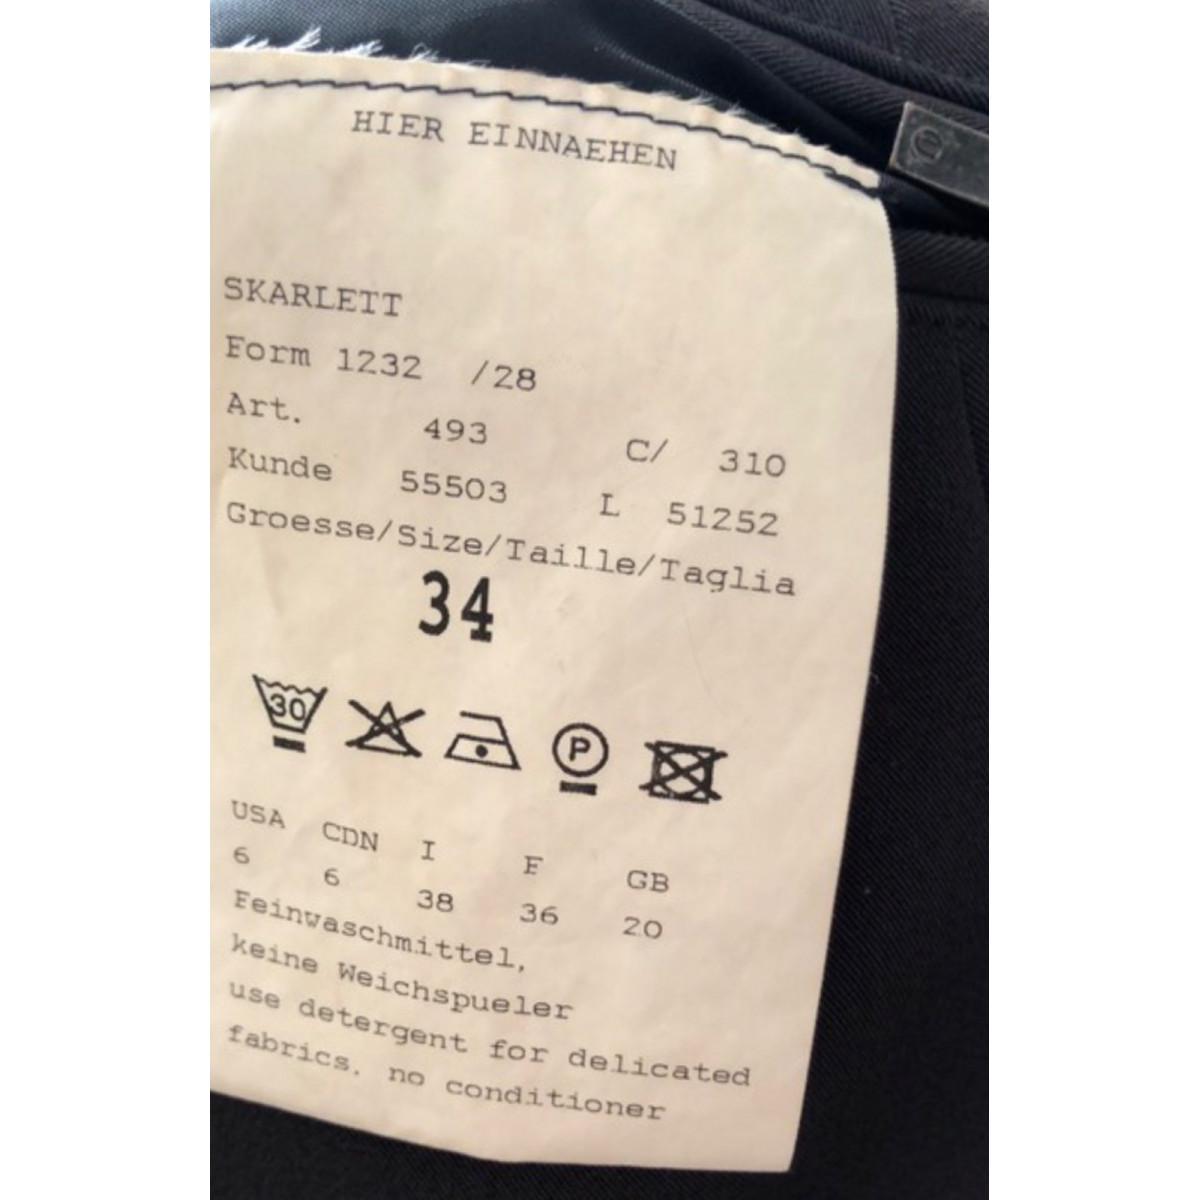 HIER EINNAEHEN
SKARLETT
Form 1232 /28
Art. 493 C/ 310
Kunde 55503 L 51252
Groesse/Size/Taille/Taglia
34
30 P
USA CDN I F GB
6 6 38 36 20
Feinwaschmittel,
keine Weichspueler
use detergent for delicated
fabrics. no conditioner